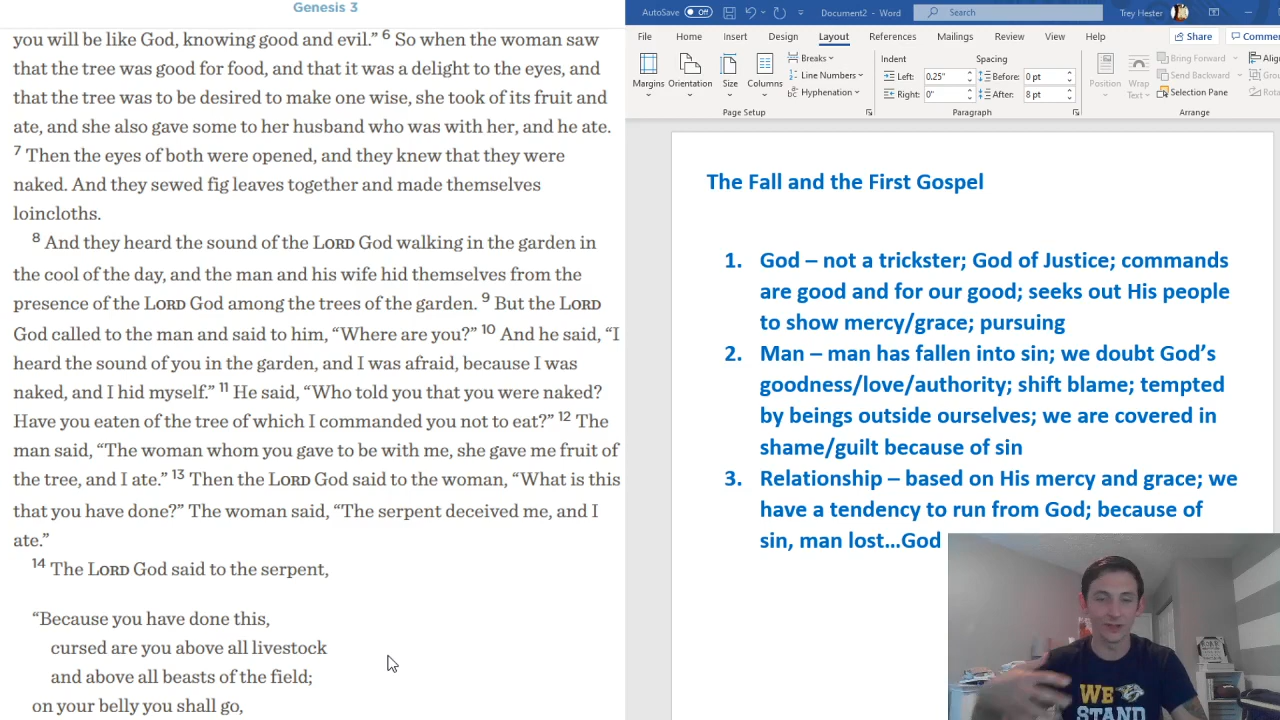 Genesis 3
you will be like God, knowing good and evil.” 6 So when the woman saw
that the tree was good for food, and that it was a delight to the eyes, and
that the tree was to be desired to make one wise, she took of its fruit and
ate, and she also gave some to her husband who was with her, and he ate.
7 Then the eyes of both were opened, and they knew that they were
naked. And they sewed fig leaves together and made themselves
loincloths.
8 And they heard the sound of the LORD God walking in the garden in
the cool of the day, and the man and his wife hid themselves from the
presence of the LORD God among the trees of the garden. 9 But the LORD
God called to the man and said to him, “Where are you?” 10 And he said, “I
heard the sound of you in the garden, and I was afraid, because I was
naked, and I hid myself.” 11 He said, “Who told you that you were naked?
Have you eaten of the tree of which I commanded you not to eat?” 12 The
man said, “The woman whom you gave to be with me, she gave me fruit of
the tree, and I ate.” 13 Then the LORD God said to the woman, “What is this
that you have done?” The woman said, “The serpent deceived me, and I
ate.”
14 The LORD God said to the serpent,
“Because you have done this,
cursed are you above all livestock
and above all beasts of the field;
on your belly you shall go,
AutoSave Off Document2 - Word Search Trey Hester
File Home Insert Design Layout References Mailings Review View Help Share Comme
Margins Orientation Size Columns
Breaks
Line Numbers
Hyphenation
Page Setup
Indent
Left: 0.25"
Right: 0"
Spacing
Before: 0 pt
After: 8 pt
Paragraph
Position
Wrap
Text
Bring Forward
Send Backward
Selection Pane
Align
Grou
Rota
Arrange
The Fall and the First Gospel
1. God – not a trickster; God of Justice; commands
are good and for our good; seeks out His people
to show mercy/grace; pursuing
2. Man – man has fallen into sin; we doubt God’s
goodness/love/authority; shift blame; tempted
by beings outside ourselves; we are covered in
shame/guilt because of sin
3. Relationship – based on His mercy and grace; we
have a tendency to run from God; because of
sin, man lost…God
WE
STAND